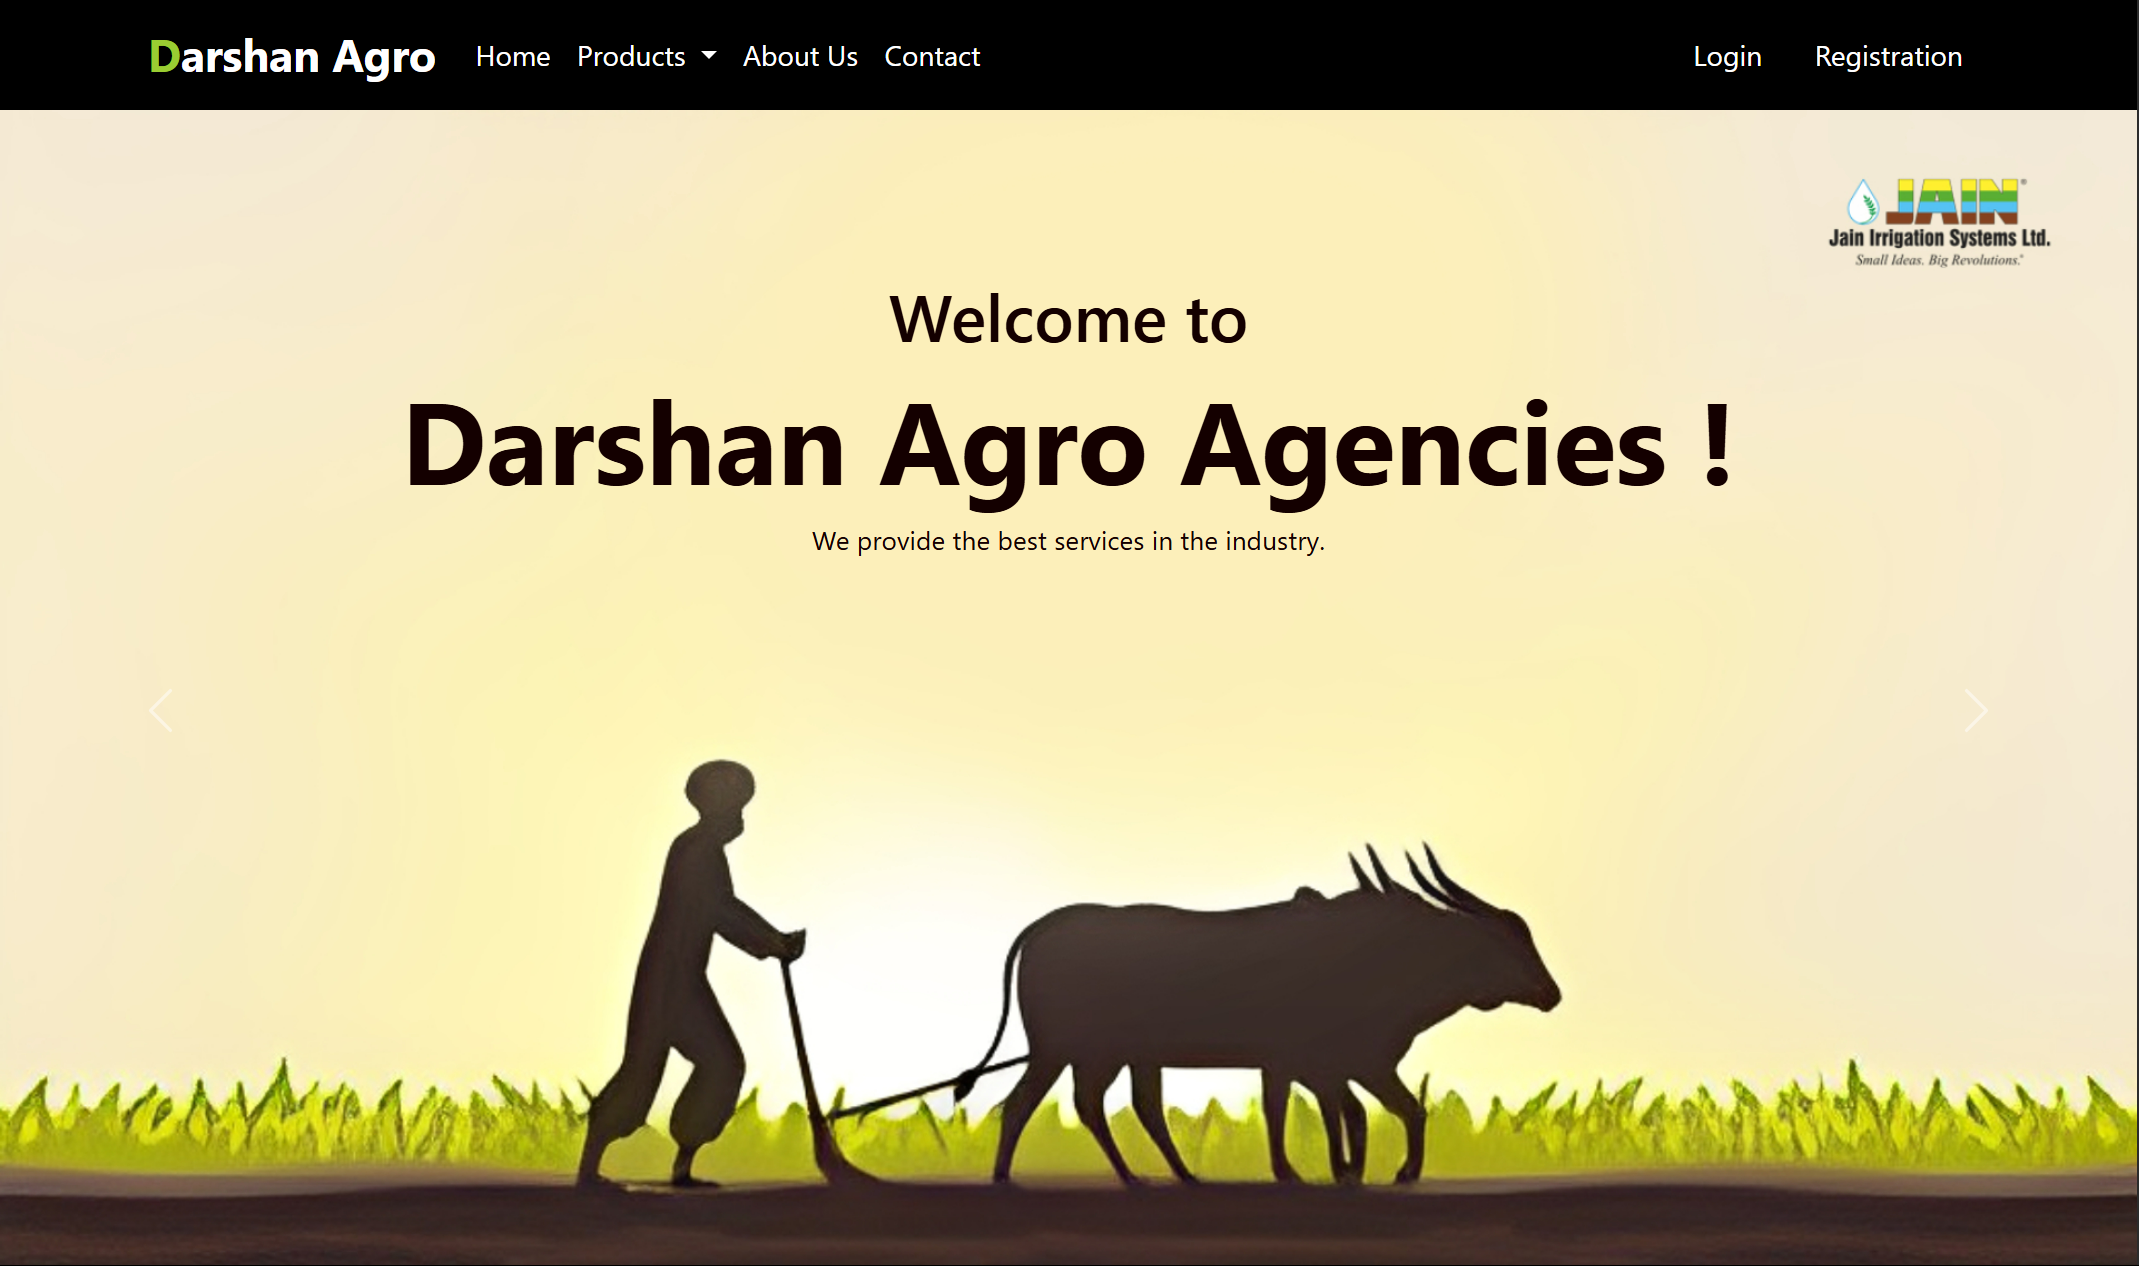 Darshan Agro Home Products About Us Contact Login Registration
JAIN®
Jain Irrigation Systems Ltd.
Small Ideas. Big Revolutions.®
Welcome to
Darshan Agro Agencies !
We provide the best services in the industry.